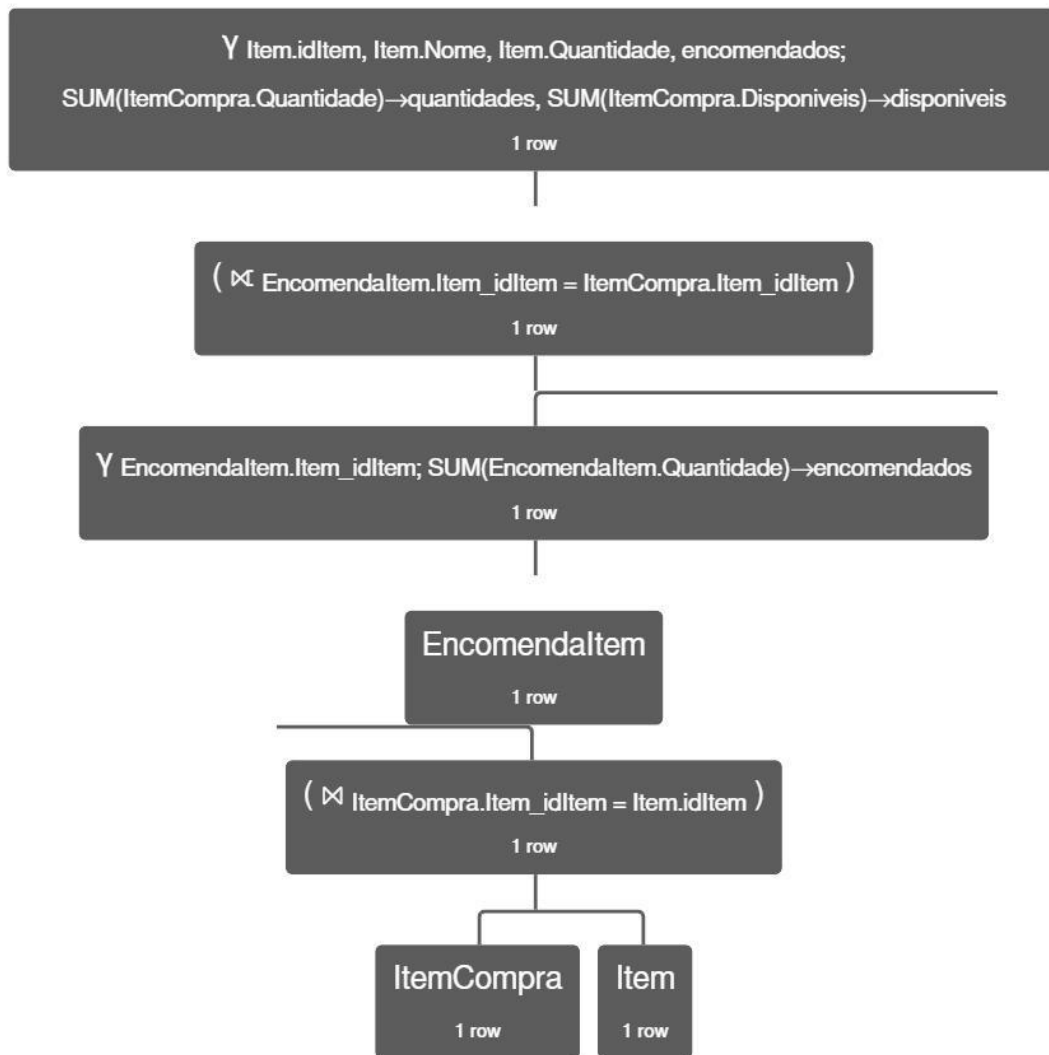 γ Item.idItem, Item.Nome, Item.Quantidade, encomendados;
SUM(ItemCompra.Quantidade)→quantidades, SUM(ItemCompra.Disponiveis)→disponiveis
1 row
( ⟖ EncomendaItem.Item_idItem = ItemCompra.Item_idItem )
1 row
γ EncomendaItem.Item_idItem; SUM(EncomendaItem.Quantidade)→encomendados
1 row
EncomendaItem
1 row
( ⋈ ItemCompra.Item_idItem = Item.idItem )
1 row
ItemCompra
1 row
Item
1 row